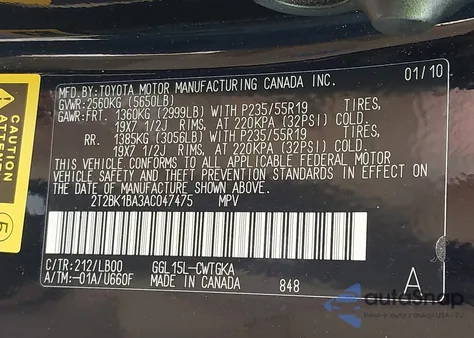 MFD.BY:TOYOTA MOTOR MANUFACTURING CANADA INC. 01/10
GVWR:2560KG (5650LB)
GAWR:FRT. 1360KG (2999LB) WITH P235/55R19 TIRES,
19X7 1/2J RIMS, AT 220KPA (32PSI) COLD.
RR. 1385KG (3056LB) WITH P235/55R19 TIRES,
19X7 1/2J RIMS, AT 220KPA (32PSI) COLD.
THIS VEHICLE CONFORMS TO ALL APPLICABLE FEDERAL MOTOR
VEHICLE SAFETY AND THEFT PREVENTION STANDARDS IN EFFECT
ON THE DATE OF MANUFACTURE SHOWN ABOVE.
2T2BK1BA3AC047475 MPV
C/TR:212/LB00 GGL15L-CWTGKA
A/TM:-01A/U660F MADE IN CANADA 848 A
CAUTION
autoSnap